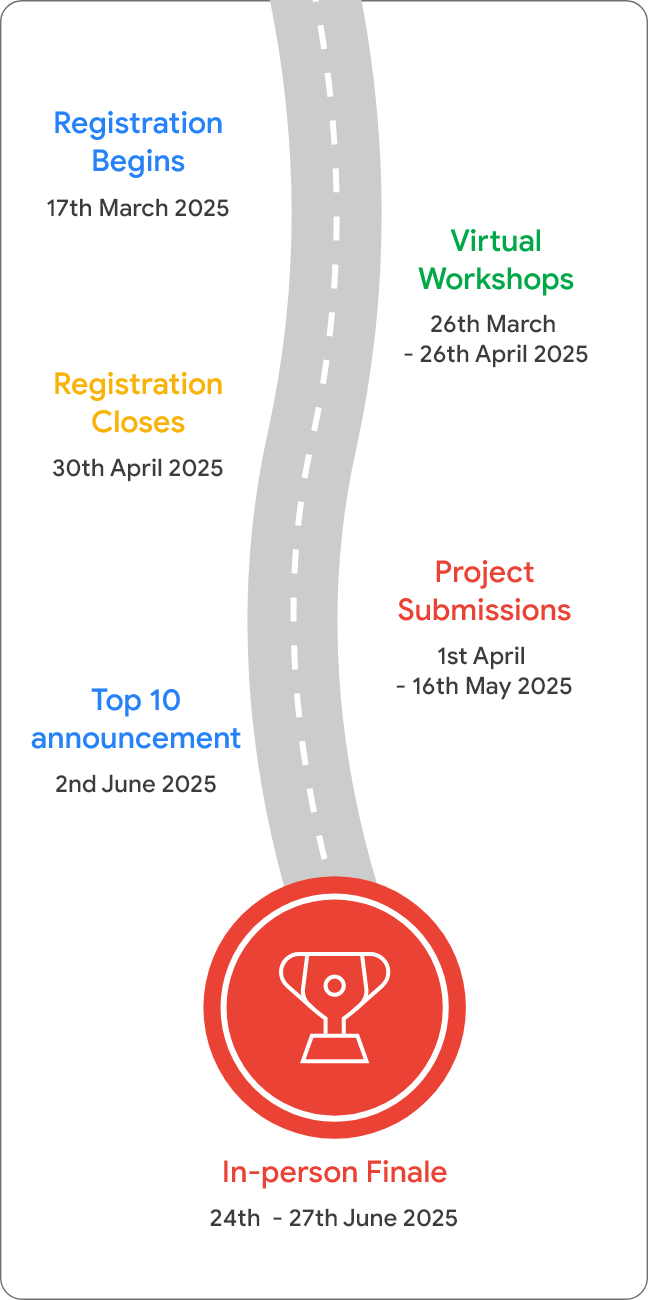 Registration
Begins
17th March 2025
Virtual
Workshops
26th March
- 26th April 2025
Registration
Closes
30th April 2025
Project
Submissions
1st April
- 16th May 2025
Top 10
announcement
2nd June 2025
In-person Finale
24th - 27th June 2025